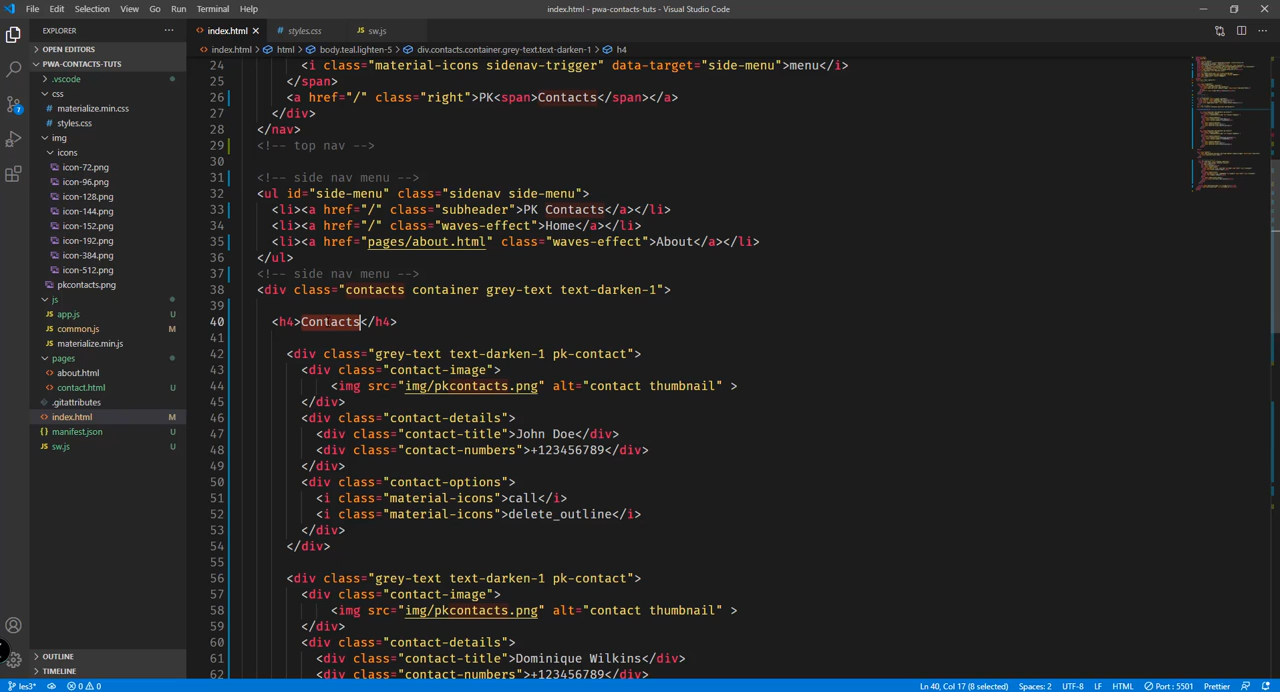 File Edit Selection View Go Run Terminal Help
index.html - pwa-contacts-tuts - Visual Studio Code
EXPLORER
OPEN EDITORS
PWA-CONTACTS-TUTS
.vscode
css
materialize.min.css
styles.css
img
icons
icon-72.png
icon-96.png
icon-128.png
icon-144.png
icon-152.png
icon-192.png
icon-384.png
icon-512.png
pkcontacts.png
js
app.js U
common.js M
materialize.min.js
pages
about.html
contact.html U
.gitattributes
index.html M
manifest.json U
sw.js U
OUTLINE
TIMELINE
7
index.html styles.css sw.js
index.html > html > body.teal.lighten-5 > div.contacts.container.grey-text.text-darken-1 > h4
24 <i class="material-icons sidenav-trigger" data-target="side-menu">menu</i>
25 </span>
26 <a href="/" class="right">PK<span>Contacts</span></a>
27 </div>
28 </nav>
29 <!-- top nav -->
30
31 <!-- side nav menu -->
32 <ul id="side-menu" class="sidenav side-menu">
33 <li><a href="/" class="subheader">PK Contacts</a></li>
34 <li><a href="/" class="waves-effect">Home</a></li>
35 <li><a href="pages/about.html" class="waves-effect">About</a></li>
36 </ul>
37 <!-- side nav menu -->
38 <div class="contacts container grey-text text-darken-1">
39
40 <h4>Contacts</h4>
41
42 <div class="grey-text text-darken-1 pk-contact">
43 <div class="contact-image">
44 <img src="img/pkcontacts.png" alt="contact thumbnail" >
45 </div>
46 <div class="contact-details">
47 <div class="contact-title">John Doe</div>
48 <div class="contact-numbers">+123456789</div>
49 </div>
50 <div class="contact-options">
51 <i class="material-icons">call</i>
52 <i class="material-icons">delete_outline</i>
53 </div>
54 </div>
55
56 <div class="grey-text text-darken-1 pk-contact">
57 <div class="contact-image">
58 <img src="img/pkcontacts.png" alt="contact thumbnail" >
59 </div>
60 <div class="contact-details">
61 <div class="contact-title">Dominique Wilkins</div>
62 <div class="contact-numbers">+123456789</div>
les3* 0 0 Ln 40, Col 17 (8 selected) Spaces: 2 UTF-8 LF HTML Port : 5501 Prettier